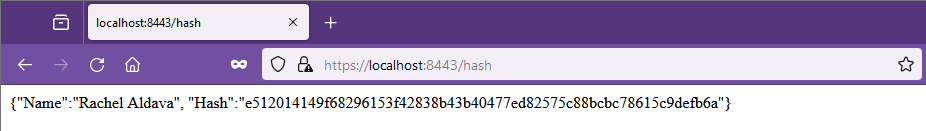 localhost:8443/hash
https://localhost:8443/hash
{"Name":"Rachel Aldava", "Hash":"e512014149f68296153f42838b43b40477ed82575c88bcbc78615c9defb6a"}